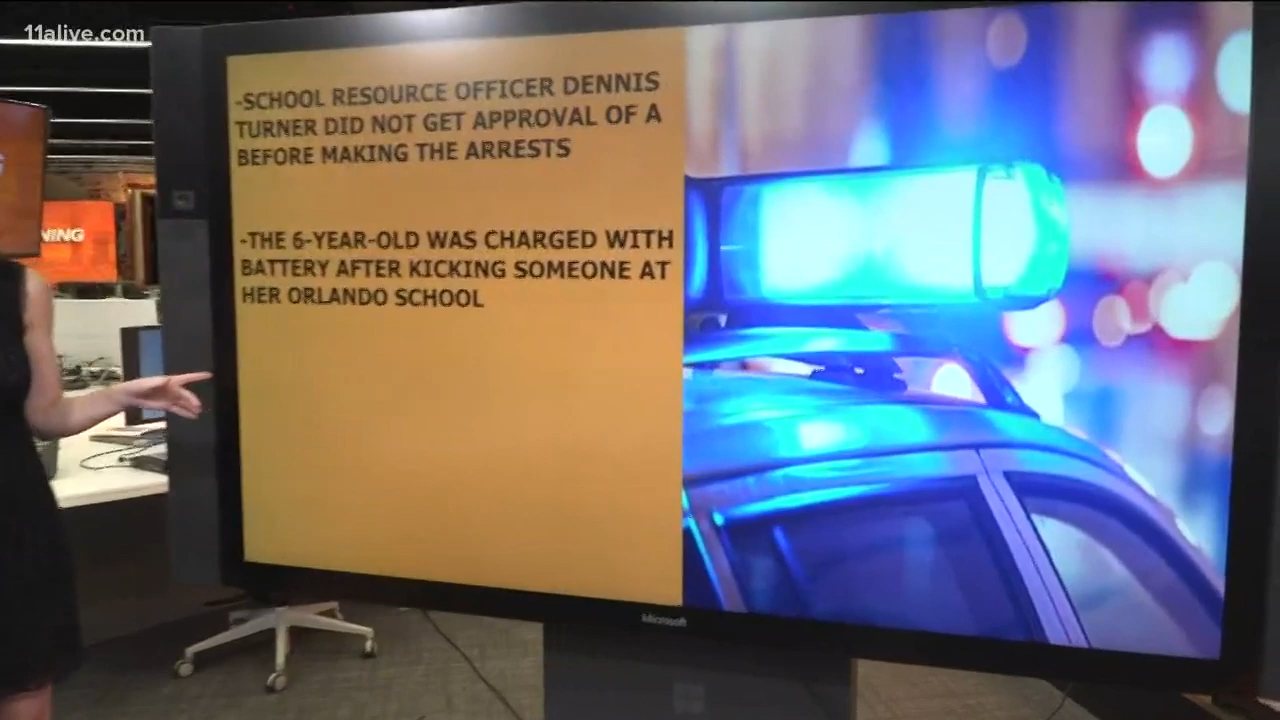 11alive.com
-SCHOOL RESOURCE OFFICER DENNIS
TURNER DID NOT GET APPROVAL OF A
BEFORE MAKING THE ARRESTS
-THE 6-YEAR-OLD WAS CHARGED WITH
BATTERY AFTER KICKING SOMEONE AT
HER ORLANDO SCHOOL
NING
Microsoft